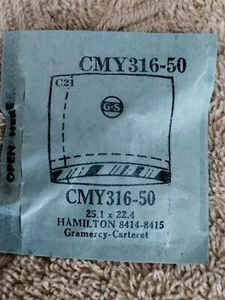 CMY316-50
C21
G-S
OPEN HERE
CMY316-50
25.1 x 22.4
HAMILTON 8414-8415
Gramercy-Carteret